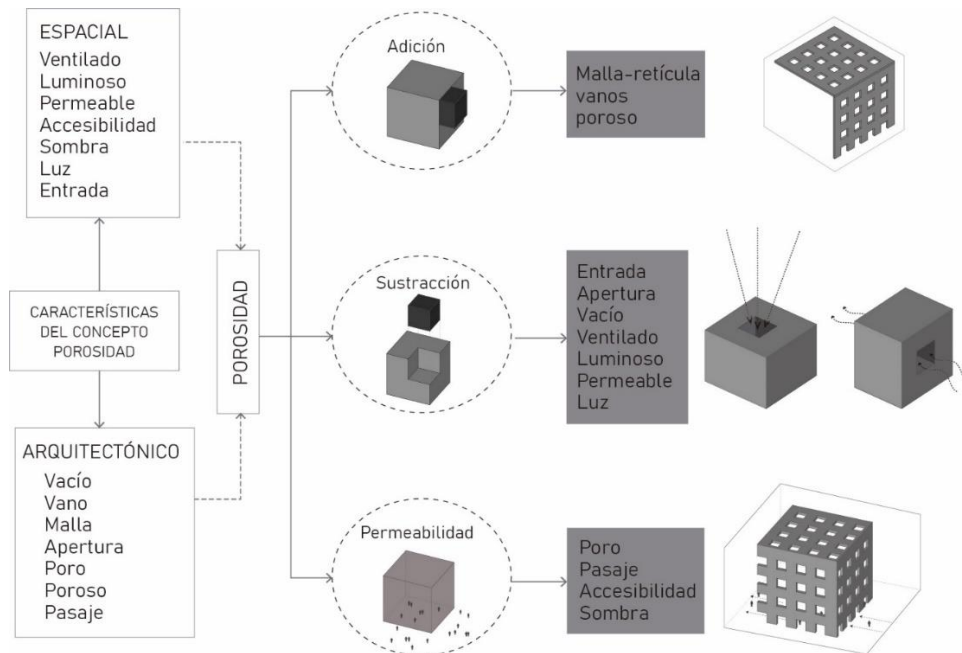 ESPACIAL
Ventilado
Luminoso
Permeable
Accesibilidad
Sombra
Luz
Entrada
CARACTERÍSTICAS
DEL CONCEPTO
POROSIDAD
ARQUITECTÓNICO
Vacío
Vano
Malla
Apertura
Poro
Poroso
Pasaje
POROSIDAD
Adición
Malla-retícula
vanos
poroso
Sustracción
Entrada
Apertura
Vacío
Ventilado
Luminoso
Permeable
Luz
Permeabilidad
Poro
Pasaje
Accesibilidad
Sombra